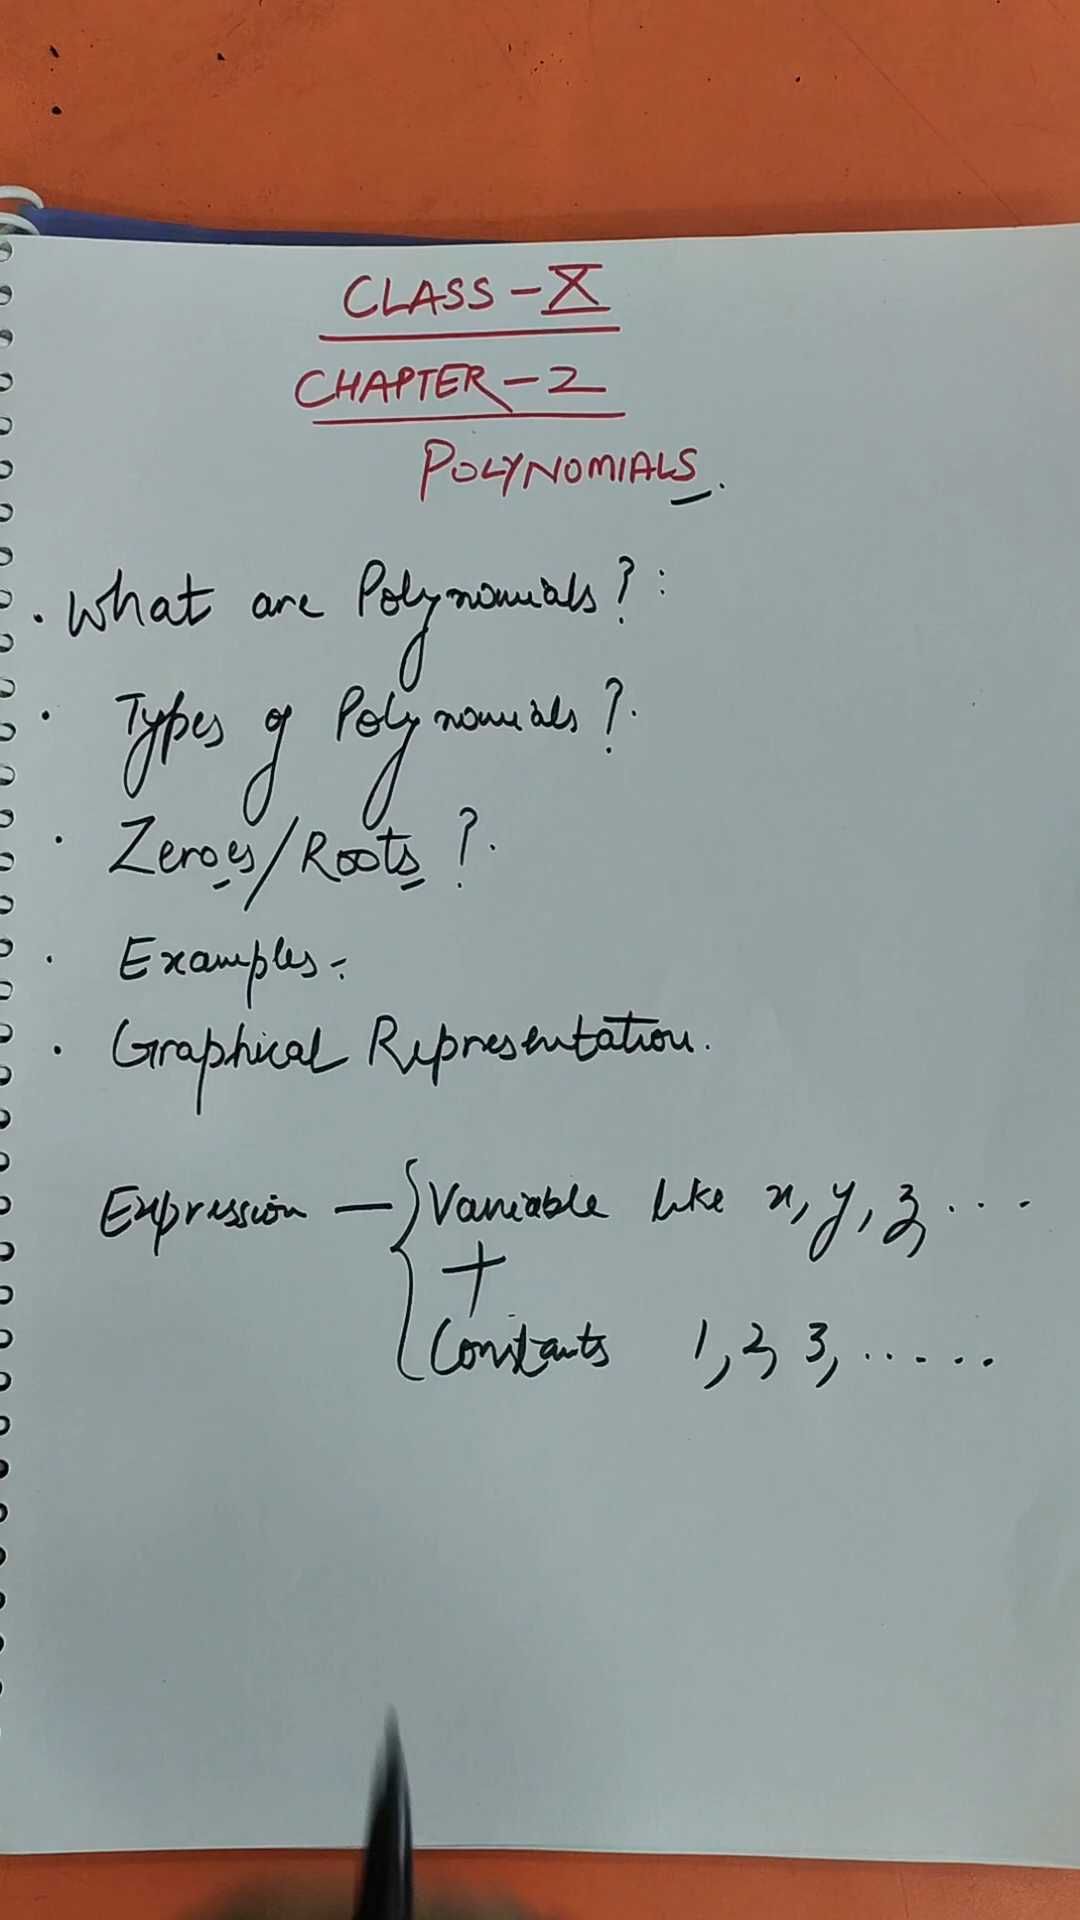 CLASS - X
CHAPTER - 2
POLYNOMIALS.
. What are Polynomials? :
. Types of Polynomials ?.
. Zeroes/Roots ?.
. Examples :
. Graphical Representation.
Expression — { Variable like x, y, z, ....
+
Constants 1, 2, 3, ......